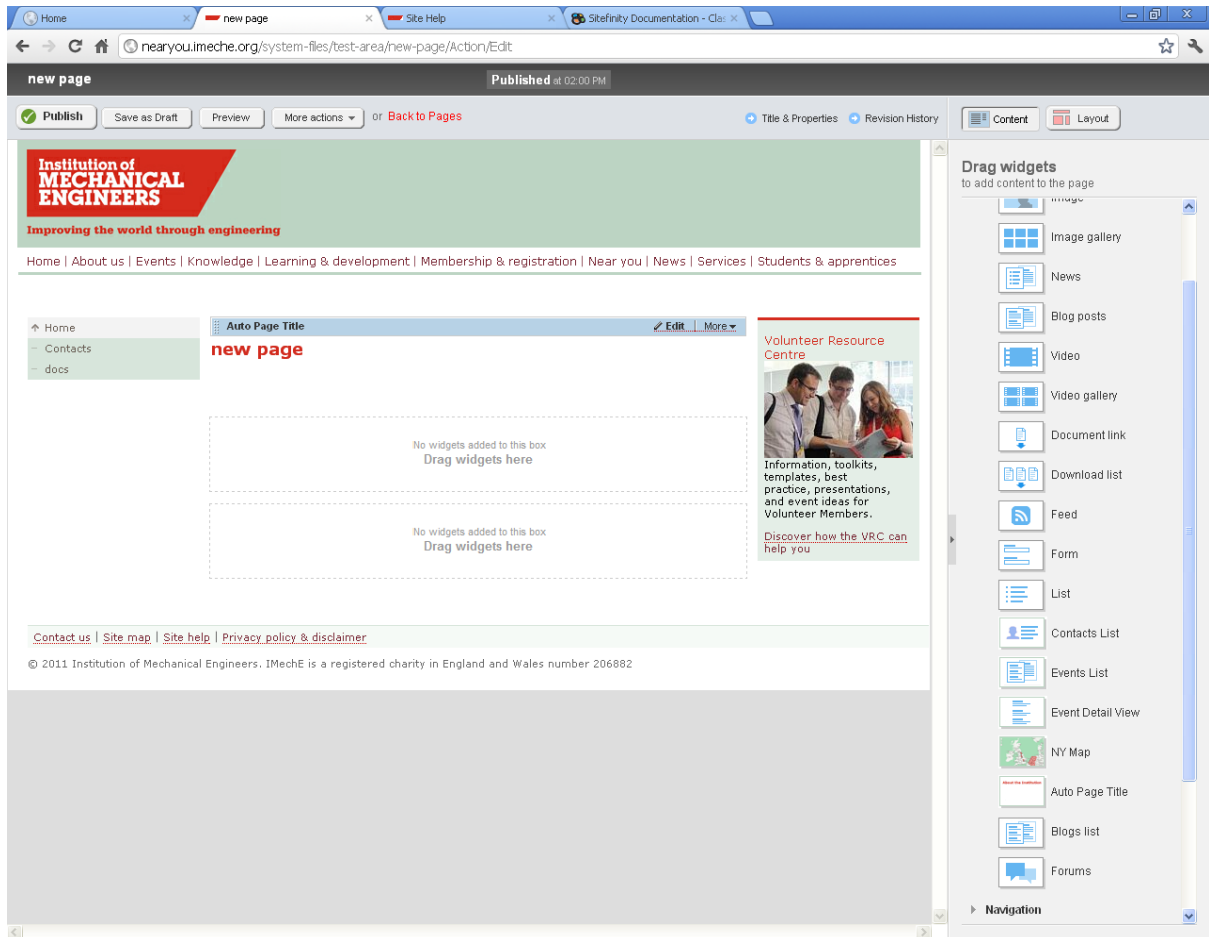 Home
new page
Site Help
Sitefinity Documentation - Clas
nearyou.imeche.org/system-files/test-area/new-page/Action/Edit
new page
Published at 02:00 PM
Publish
Save as Draft
Preview
More actions
or Back to Pages
Title & Properties
Revision History
Content
Layout
Institution of
MECHANICAL
ENGINEERS
Improving the world through engineering
Home | About us | Events | Knowledge | Learning & development | Membership & registration | Near you | News | Services | Students & apprentices
Home
Contacts
docs
Auto Page Title
Edit
More
new page
No widgets added to this box
Drag widgets here
No widgets added to this box
Drag widgets here
Volunteer Resource
Centre
Information, toolkits,
templates, best
practice, presentations,
and event ideas for
Volunteer Members.
Discover how the VRC can
help you
Contact us | Site map | Site help | Privacy policy & disclaimer
© 2011 Institution of Mechanical Engineers. IMechE is a registered charity in England and Wales number 206882
Drag widgets
to add content to the page
Image
Image gallery
News
Blog posts
Video
Video gallery
Document link
Download list
Feed
Form
List
Contacts List
Events List
Event Detail View
NY Map
About the Institution
Auto Page Title
Blogs list
Forums
Navigation